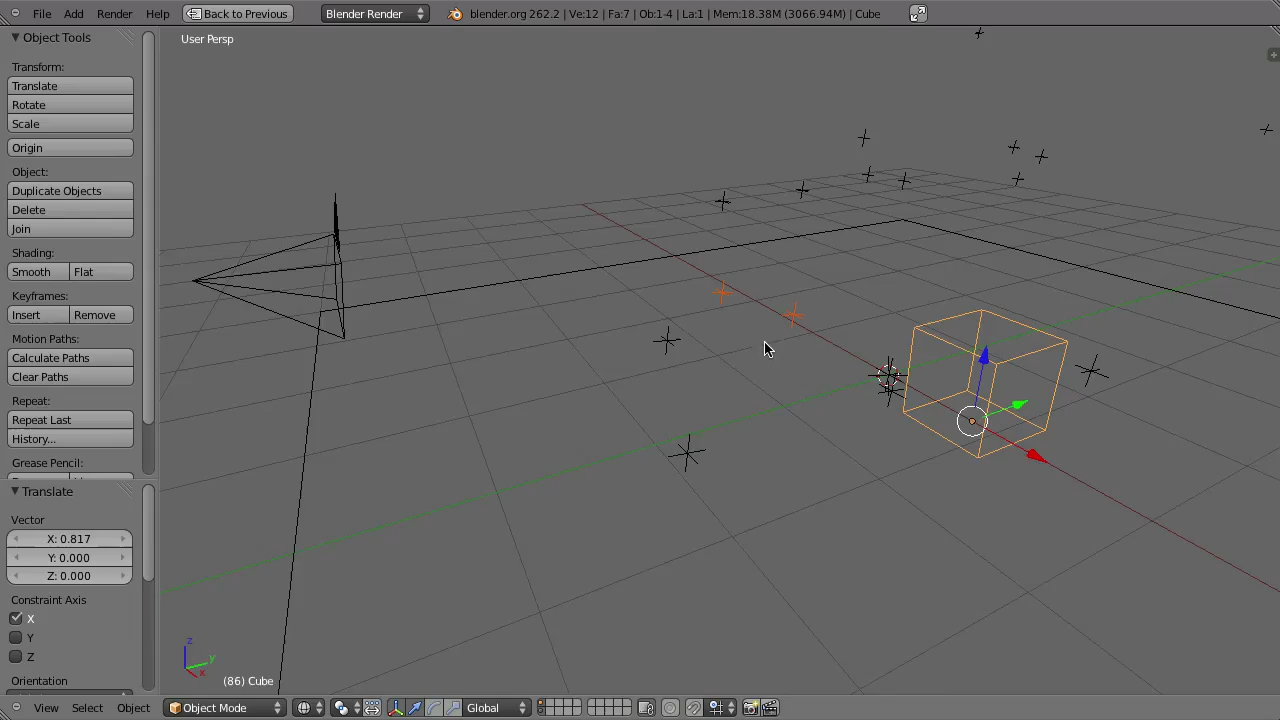 File Add Render Help Back to Previous Blender Render blender.org 262.2 | Ve:12 | Fa:7 | Ob:1-4 | La:1 | Mem:18.38M (3066.94M) | Cube
Object Tools
User Persp
Transform:
Translate
Rotate
Scale
Origin
Object:
Duplicate Objects
Delete
Join
Shading:
Smooth Flat
Keyframes:
Insert Remove
Motion Paths:
Calculate Paths
Clear Paths
Repeat:
Repeat Last
History...
Grease Pencil:
Translate
Vector
X: 0.817
Y: 0.000
Z: 0.000
Constraint Axis
X
Y
Z
Orientation
z
y
x
(86) Cube
View Select Object Object Mode Global